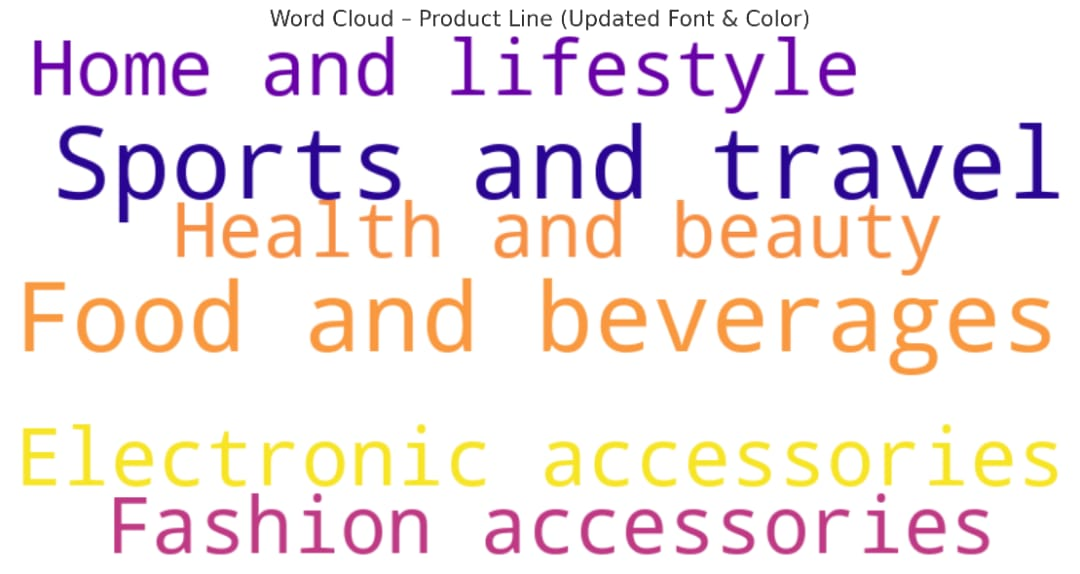 Word Cloud – Product Line (Updated Font & Color)
Home and lifestyle
Sports and travel
Health and beauty
Food and beverages
Electronic accessories
Fashion accessories